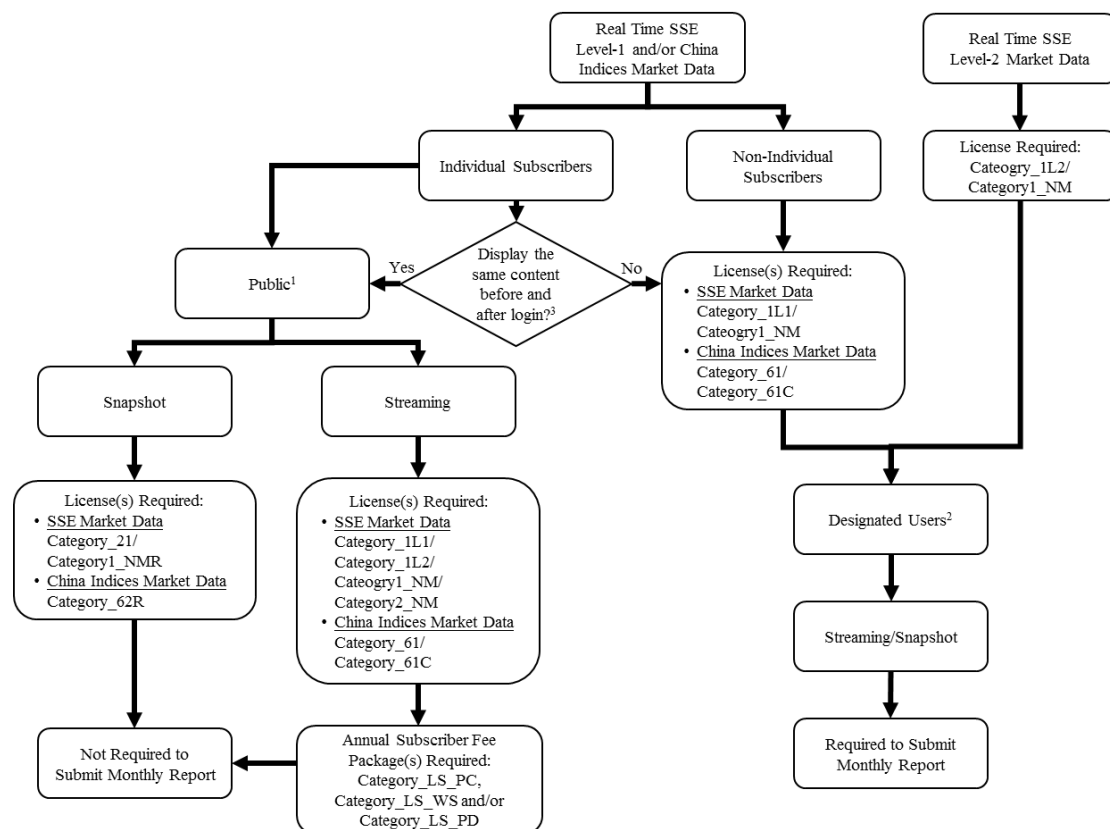 Real Time SSE
Level-1 and/or China
Indices Market Data
Real Time SSE
Level-2 Market Data
Individual Subscribers
Non-Individual
Subscribers
License Required:
Cateogry_1L2/
Category1_NM
Public1
Yes
Display the
same content
before and
after login?3
No
License(s) Required:
• SSE Market Data
Category_1L1/
Cateogry1_NM
• China Indices Market Data
Category_61/
Category_61C
Snapshot
Streaming
License(s) Required:
• SSE Market Data
Category_21/
Category1_NMR
• China Indices Market Data
Category_62R
License(s) Required:
• SSE Market Data
Category_1L1/
Category_1L2/
Cateogry1_NM/
Category2_NM
• China Indices Market Data
Category_61/
Category_61C
Designated Users2
Streaming/Snapshot
Not Required to
Submit Monthly Report
Annual Subscriber Fee
Package(s) Required:
Category_LS_PC,
Category_LS_WS and/or
Category_LS_PD
Required to Submit
Monthly Report